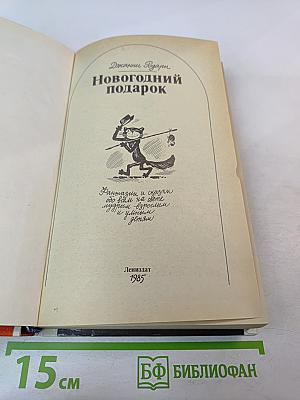 Джанни Родари
Новогодний
подарок
Фантазии и сказки
обо всём на свете
мудрым взрослым
и умным
детям
Лениздат
1985
15 см
БФ БИБЛИОФАН